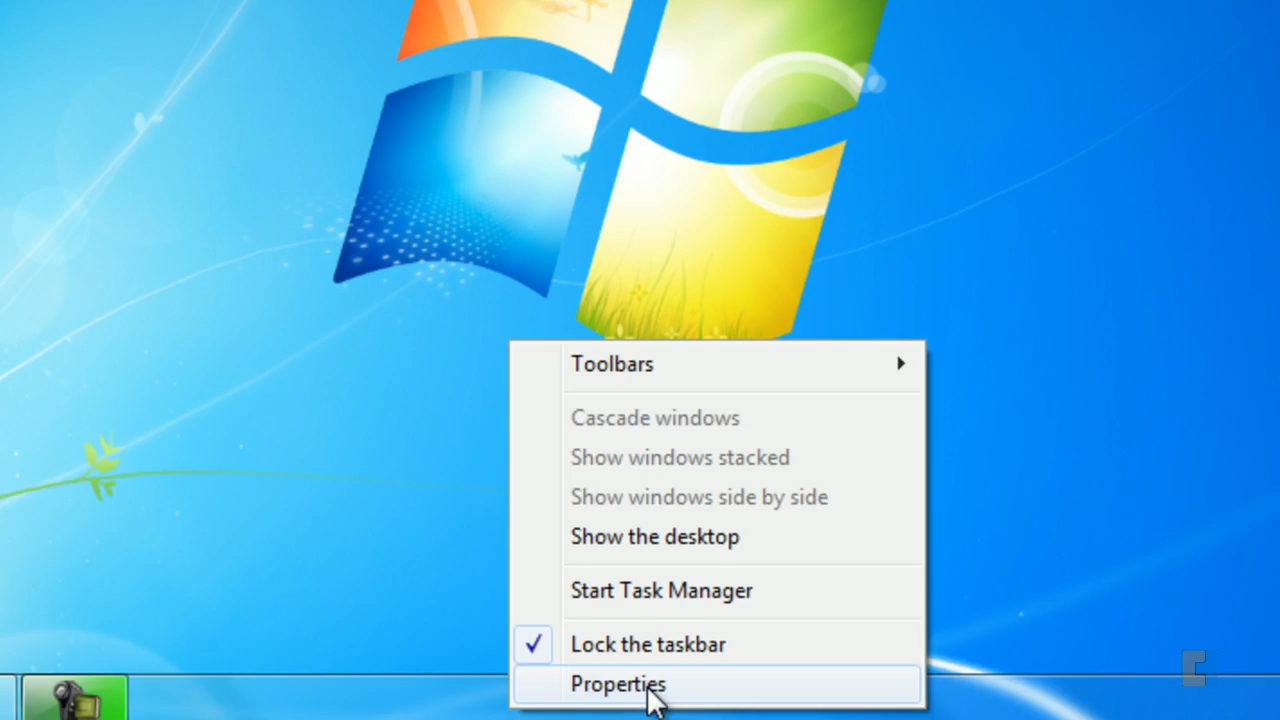 Toolbars
Cascade windows
Show windows stacked
Show windows side by side
Show the desktop
Start Task Manager
Lock the taskbar
Properties